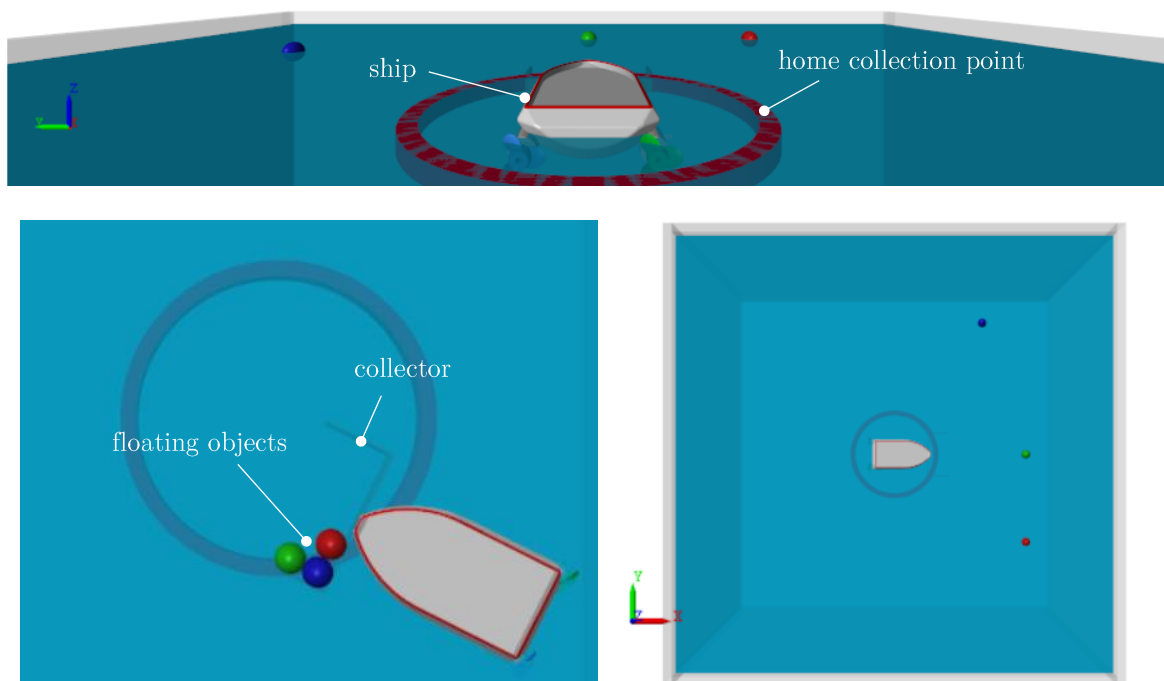 ship
home collection point
Z
Y
X
collector
floating objects
Y
Z
X